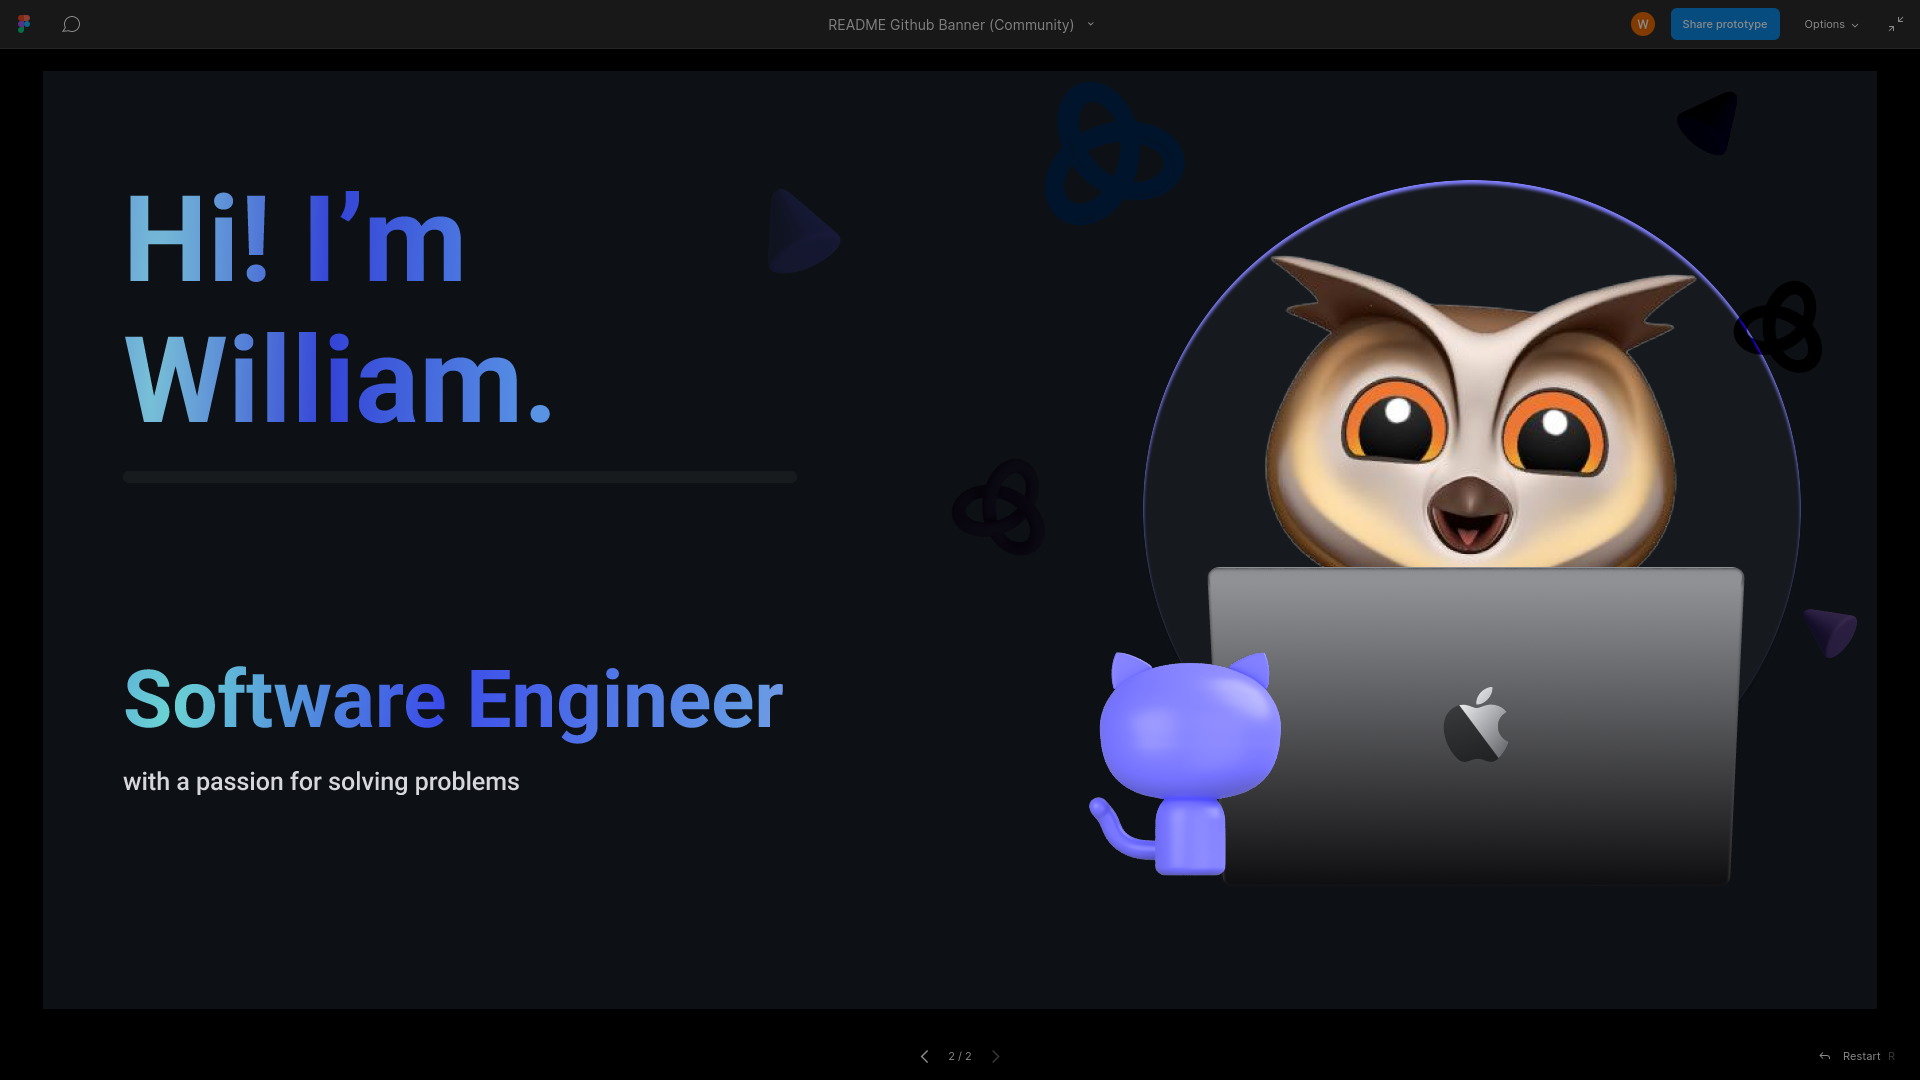 README Github Banner (Community)
W
Share prototype
Options
Hi! I’m
William.
Software Engineer
with a passion for solving problems
2 / 2
Restart R